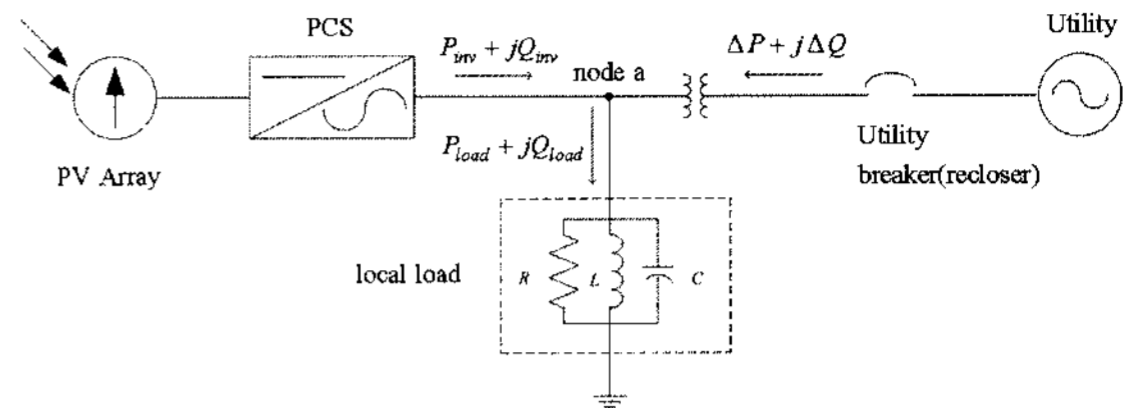 PCS
Utility
P_inv + jQ_inv
ΔP + jΔQ
node a
P_load + jQ_load
Utility
breaker(recloser)
PV Array
local load
R
L
C